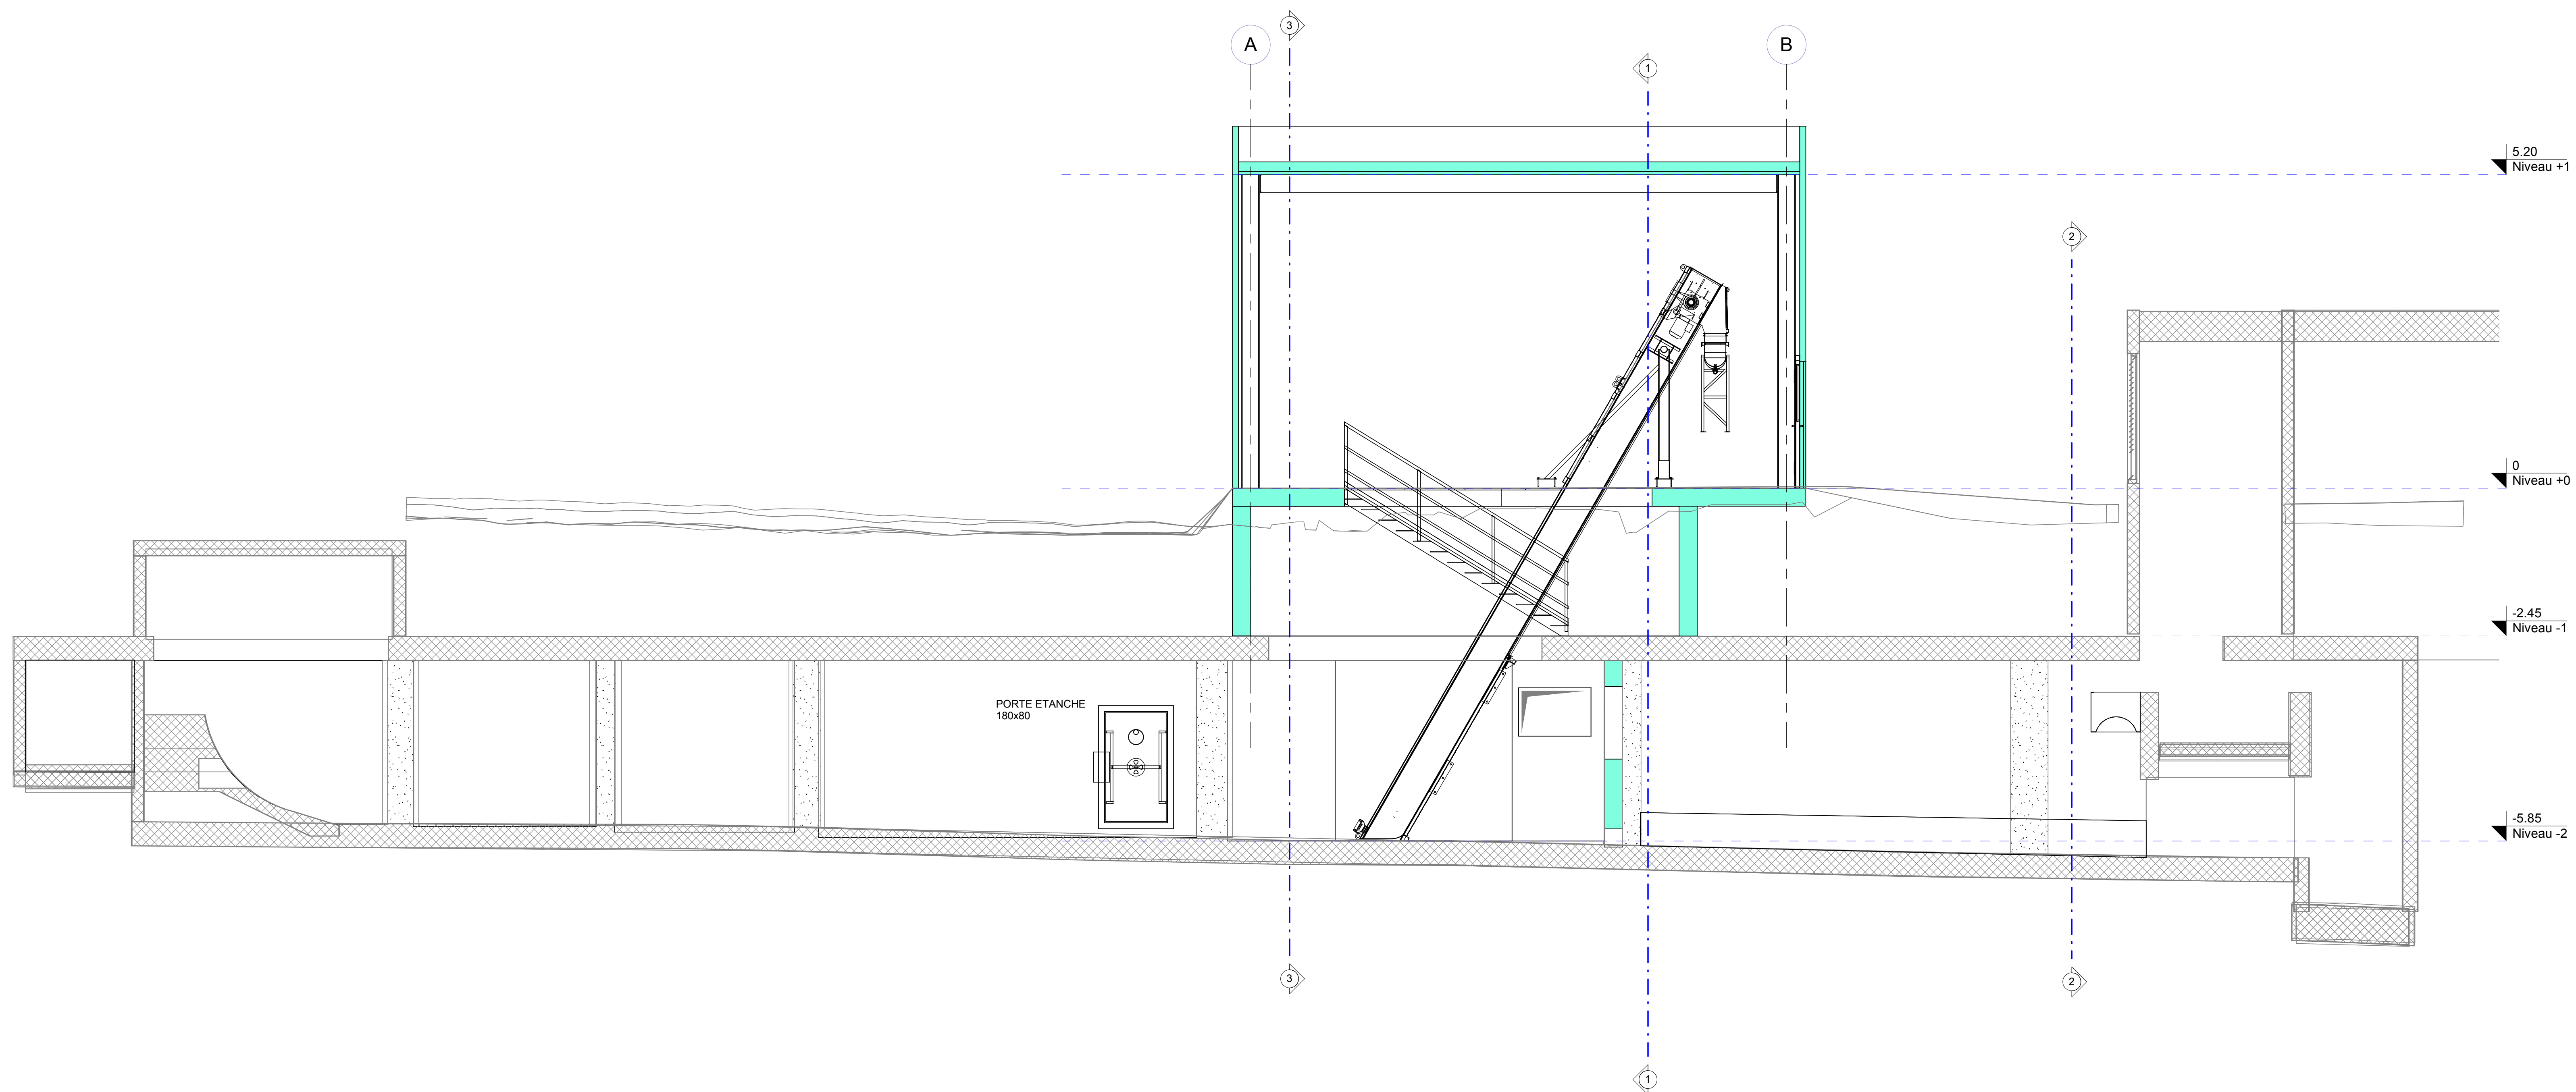 3
A
B
1
5.20
Niveau +1
2
0
Niveau +0
-2.45
Niveau -1
PORTE ETANCHE
180x80
-5.85
Niveau -2
3
2
1